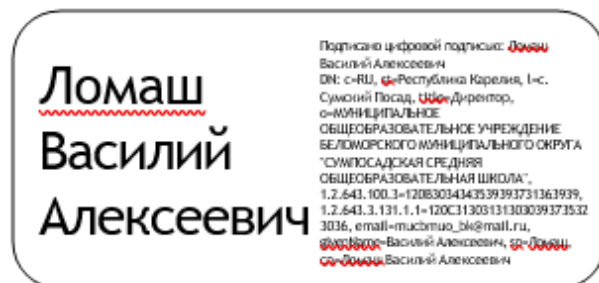 Ломаш
Василий
Алексеевич
Подписано цифровой подписью: Ломаш
Василий Алексеевич
DN: c=RU, st=Республика Карелия, l=с.
Сумский Посад, title=Директор,
o=МУНИЦИПАЛЬНОЕ
ОБЩЕОБРАЗОВАТЕЛЬНОЕ УЧРЕЖДЕНИЕ
БЕЛОМОРСКОГО МУНИЦИПАЛЬНОГО ОКРУГА
"СУМПОСАДСКАЯ СРЕДНЯЯ
ОБЩЕОБРАЗОВАТЕЛЬНАЯ ШКОЛА",
1.2.643.100.3=120B3034343539393731363939,
1.2.643.3.131.1.1=120C31303131303039373532
3036, email=mucbmuo_bk@mail.ru,
givenName=Василий Алексеевич, sn=Ломаш,
cn=Ломаш Василий Алексеевич